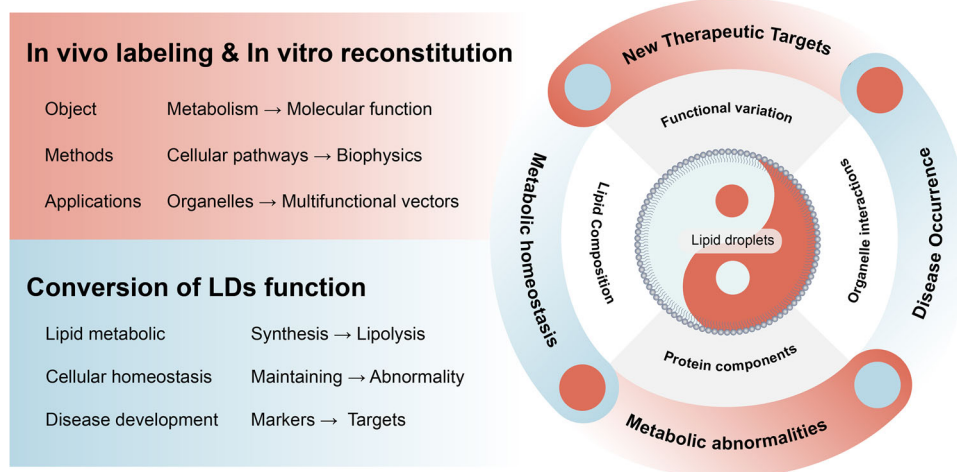 In vivo labeling & In vitro reconstitution
Object Metabolism → Molecular function
Methods Cellular pathways → Biophysics
Applications Organelles → Multifunctional vectors
Conversion of LDs function
Lipid metabolic Synthesis → Lipolysis
Cellular homeostasis Maintaining → Abnormality
Disease development Markers → Targets
New Therapeutic Targets
Functional variation
Metabolic homeostasis
Lipid Composition
Lipid droplets
Organelle interactions
Disease Occurrence
Protein components
Metabolic abnormalities